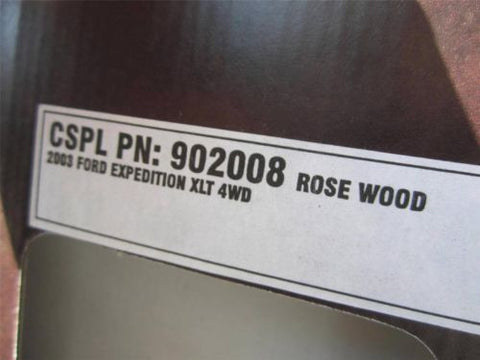 CSPL PN: 902008 ROSE WOOD
2003 FORD EXPEDITION XLT 4WD